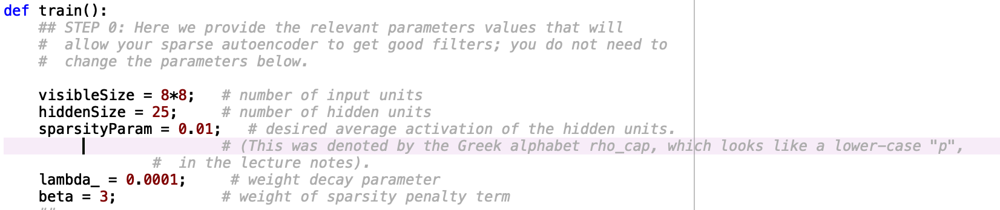 def train():
    ## STEP 0: Here we provide the relevant parameters values that will
    #  allow your sparse autoencoder to get good filters; you do not need to
    #  change the parameters below.

    visibleSize = 8*8;   # number of input units
    hiddenSize = 25;     # number of hidden units
    sparsityParam = 0.01;   # desired average activation of the hidden units.
                         # (This was denoted by the Greek alphabet rho_cap, which looks like a lower-case "p",
                 #  in the lecture notes).
    lambda_ = 0.0001;     # weight decay parameter
    beta = 3;            # weight of sparsity penalty term
    ##